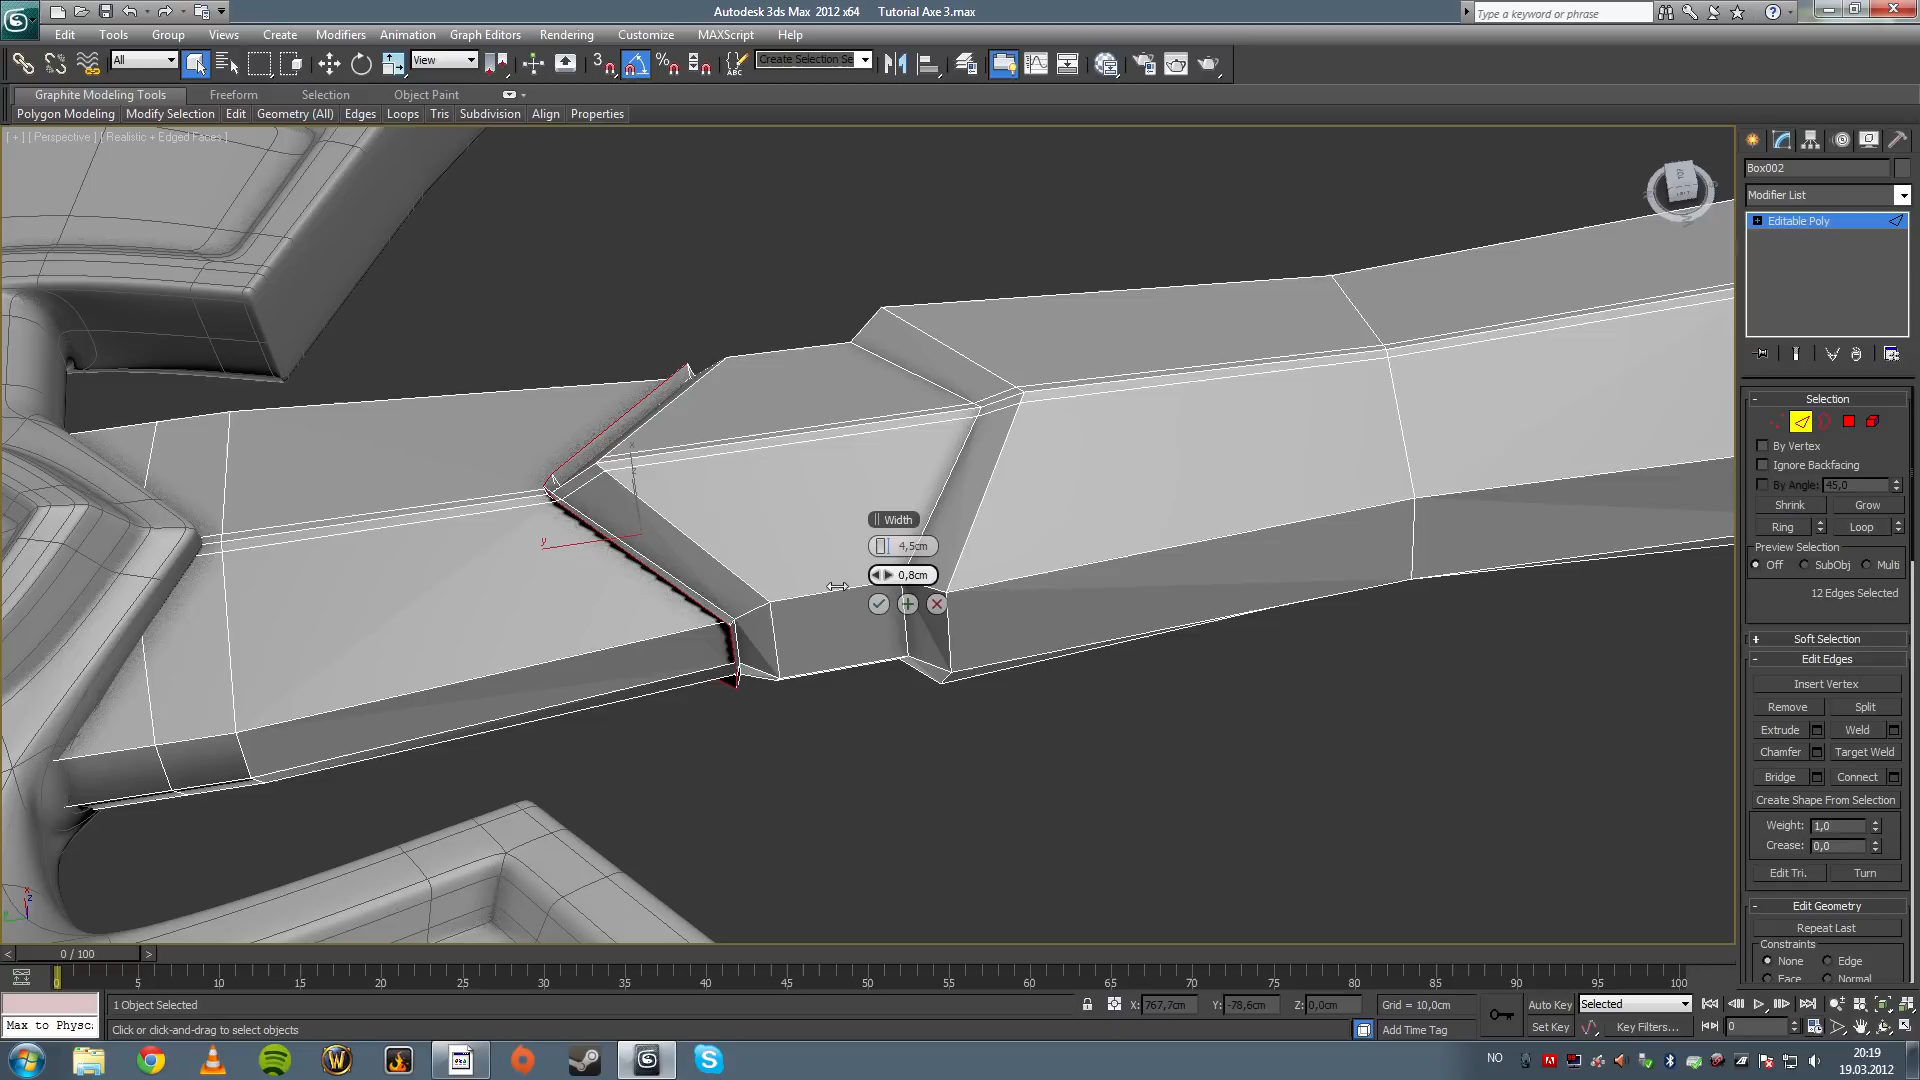 Autodesk 3ds Max 2012 x64 Tutorial Axe 3.max
Type a keyword or phrase
Edit Tools Group Views Create Modifiers Animation Graph Editors Rendering Customize MAXScript Help
All View Create Selection Se
Graphite Modeling Tools Freeform Selection Object Paint
Polygon Modeling Modify Selection Edit Geometry (All) Edges Loops Tris Subdivision Align Properties
[ + ] [ Perspective ] [ Realistic + Edged Faces ]
Box002
Modifier List
Editable Poly
Width
4,5cm
0,8cm
- Selection
By Vertex
Ignore Backfacing
By Angle: 45,0
Shrink Grow
Ring Loop
Preview Selection
Off SubObj Multi
12 Edges Selected
+ Soft Selection
- Edit Edges
Insert Vertex
Remove Split
Extrude Weld
Chamfer Target Weld
Bridge Connect
Create Shape From Selection
Weight: 1,0
Crease: 0,0
Edit Tri. Turn
- Edit Geometry
Repeat Last
Constraints
None Edge
Face Normal
< 0 / 100 >
0 5 10 15 20 25 30 35 40 45 50 55 60 65 70 75 80 85 90 95 100
1 Object Selected X: 767,7cm Y: -78,6cm Z: 0,0cm Grid = 10,0cm Auto Key Selected
Max to Physc: Click or click-and-drag to select objects Add Time Tag Set Key Key Filters... 0
NO 20:19
19.03.2012